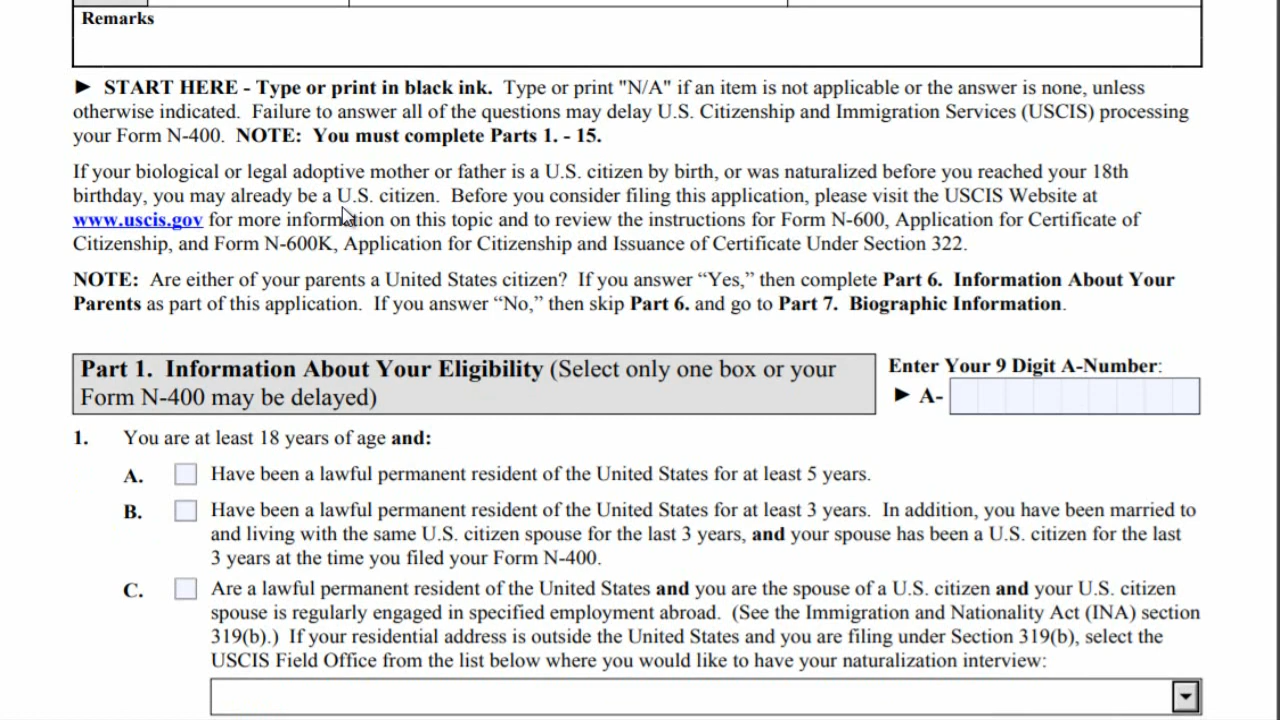 Remarks
► START HERE - Type or print in black ink. Type or print "N/A" if an item is not applicable or the answer is none, unless
otherwise indicated. Failure to answer all of the questions may delay U.S. Citizenship and Immigration Services (USCIS) processing
your Form N-400. NOTE: You must complete Parts 1. - 15.
If your biological or legal adoptive mother or father is a U.S. citizen by birth, or was naturalized before you reached your 18th
birthday, you may already be a U.S. citizen. Before you consider filing this application, please visit the USCIS Website at
www.uscis.gov for more information on this topic and to review the instructions for Form N-600, Application for Certificate of
Citizenship, and Form N-600K, Application for Citizenship and Issuance of Certificate Under Section 322.
NOTE: Are either of your parents a United States citizen? If you answer “Yes,” then complete Part 6. Information About Your
Parents as part of this application. If you answer “No,” then skip Part 6. and go to Part 7. Biographic Information.
Part 1. Information About Your Eligibility (Select only one box or your
Form N-400 may be delayed)
Enter Your 9 Digit A-Number:
► A-
1. You are at least 18 years of age and:
A. Have been a lawful permanent resident of the United States for at least 5 years.
B. Have been a lawful permanent resident of the United States for at least 3 years. In addition, you have been married to
and living with the same U.S. citizen spouse for the last 3 years, and your spouse has been a U.S. citizen for the last
3 years at the time you filed your Form N-400.
C. Are a lawful permanent resident of the United States and you are the spouse of a U.S. citizen and your U.S. citizen
spouse is regularly engaged in specified employment abroad. (See the Immigration and Nationality Act (INA) section
319(b).) If your residential address is outside the United States and you are filing under Section 319(b), select the
USCIS Field Office from the list below where you would like to have your naturalization interview: